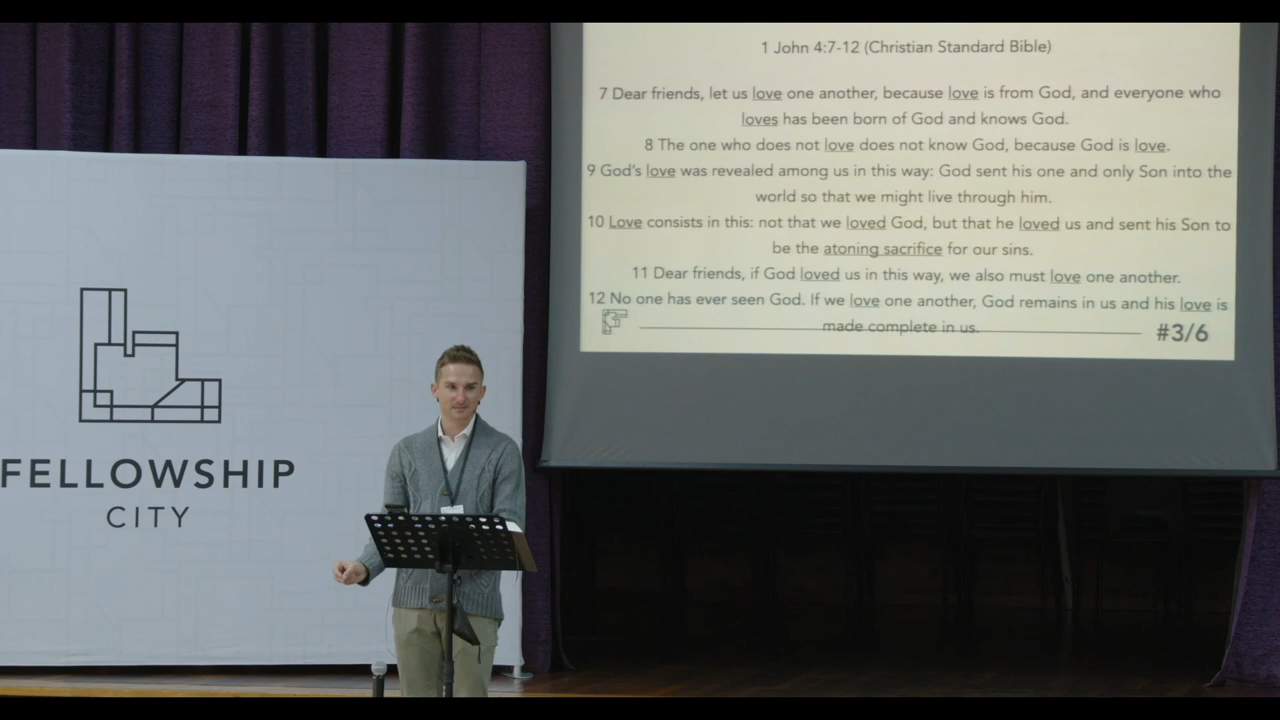 1 John 4:7-12 (Christian Standard Bible)
7 Dear friends, let us love one another, because love is from God, and everyone who
loves has been born of God and knows God.
8 The one who does not love does not know God, because God is love.
9 God's love was revealed among us in this way: God sent his one and only Son into the
world so that we might live through him.
10 Love consists in this: not that we loved God, but that he loved us and sent his Son to
be the atoning sacrifice for our sins.
11 Dear friends, if God loved us in this way, we also must love one another.
12 No one has ever seen God. If we love one another, God remains in us and his love is
made complete in us.
#3/6
FELLOWSHIP
CITY